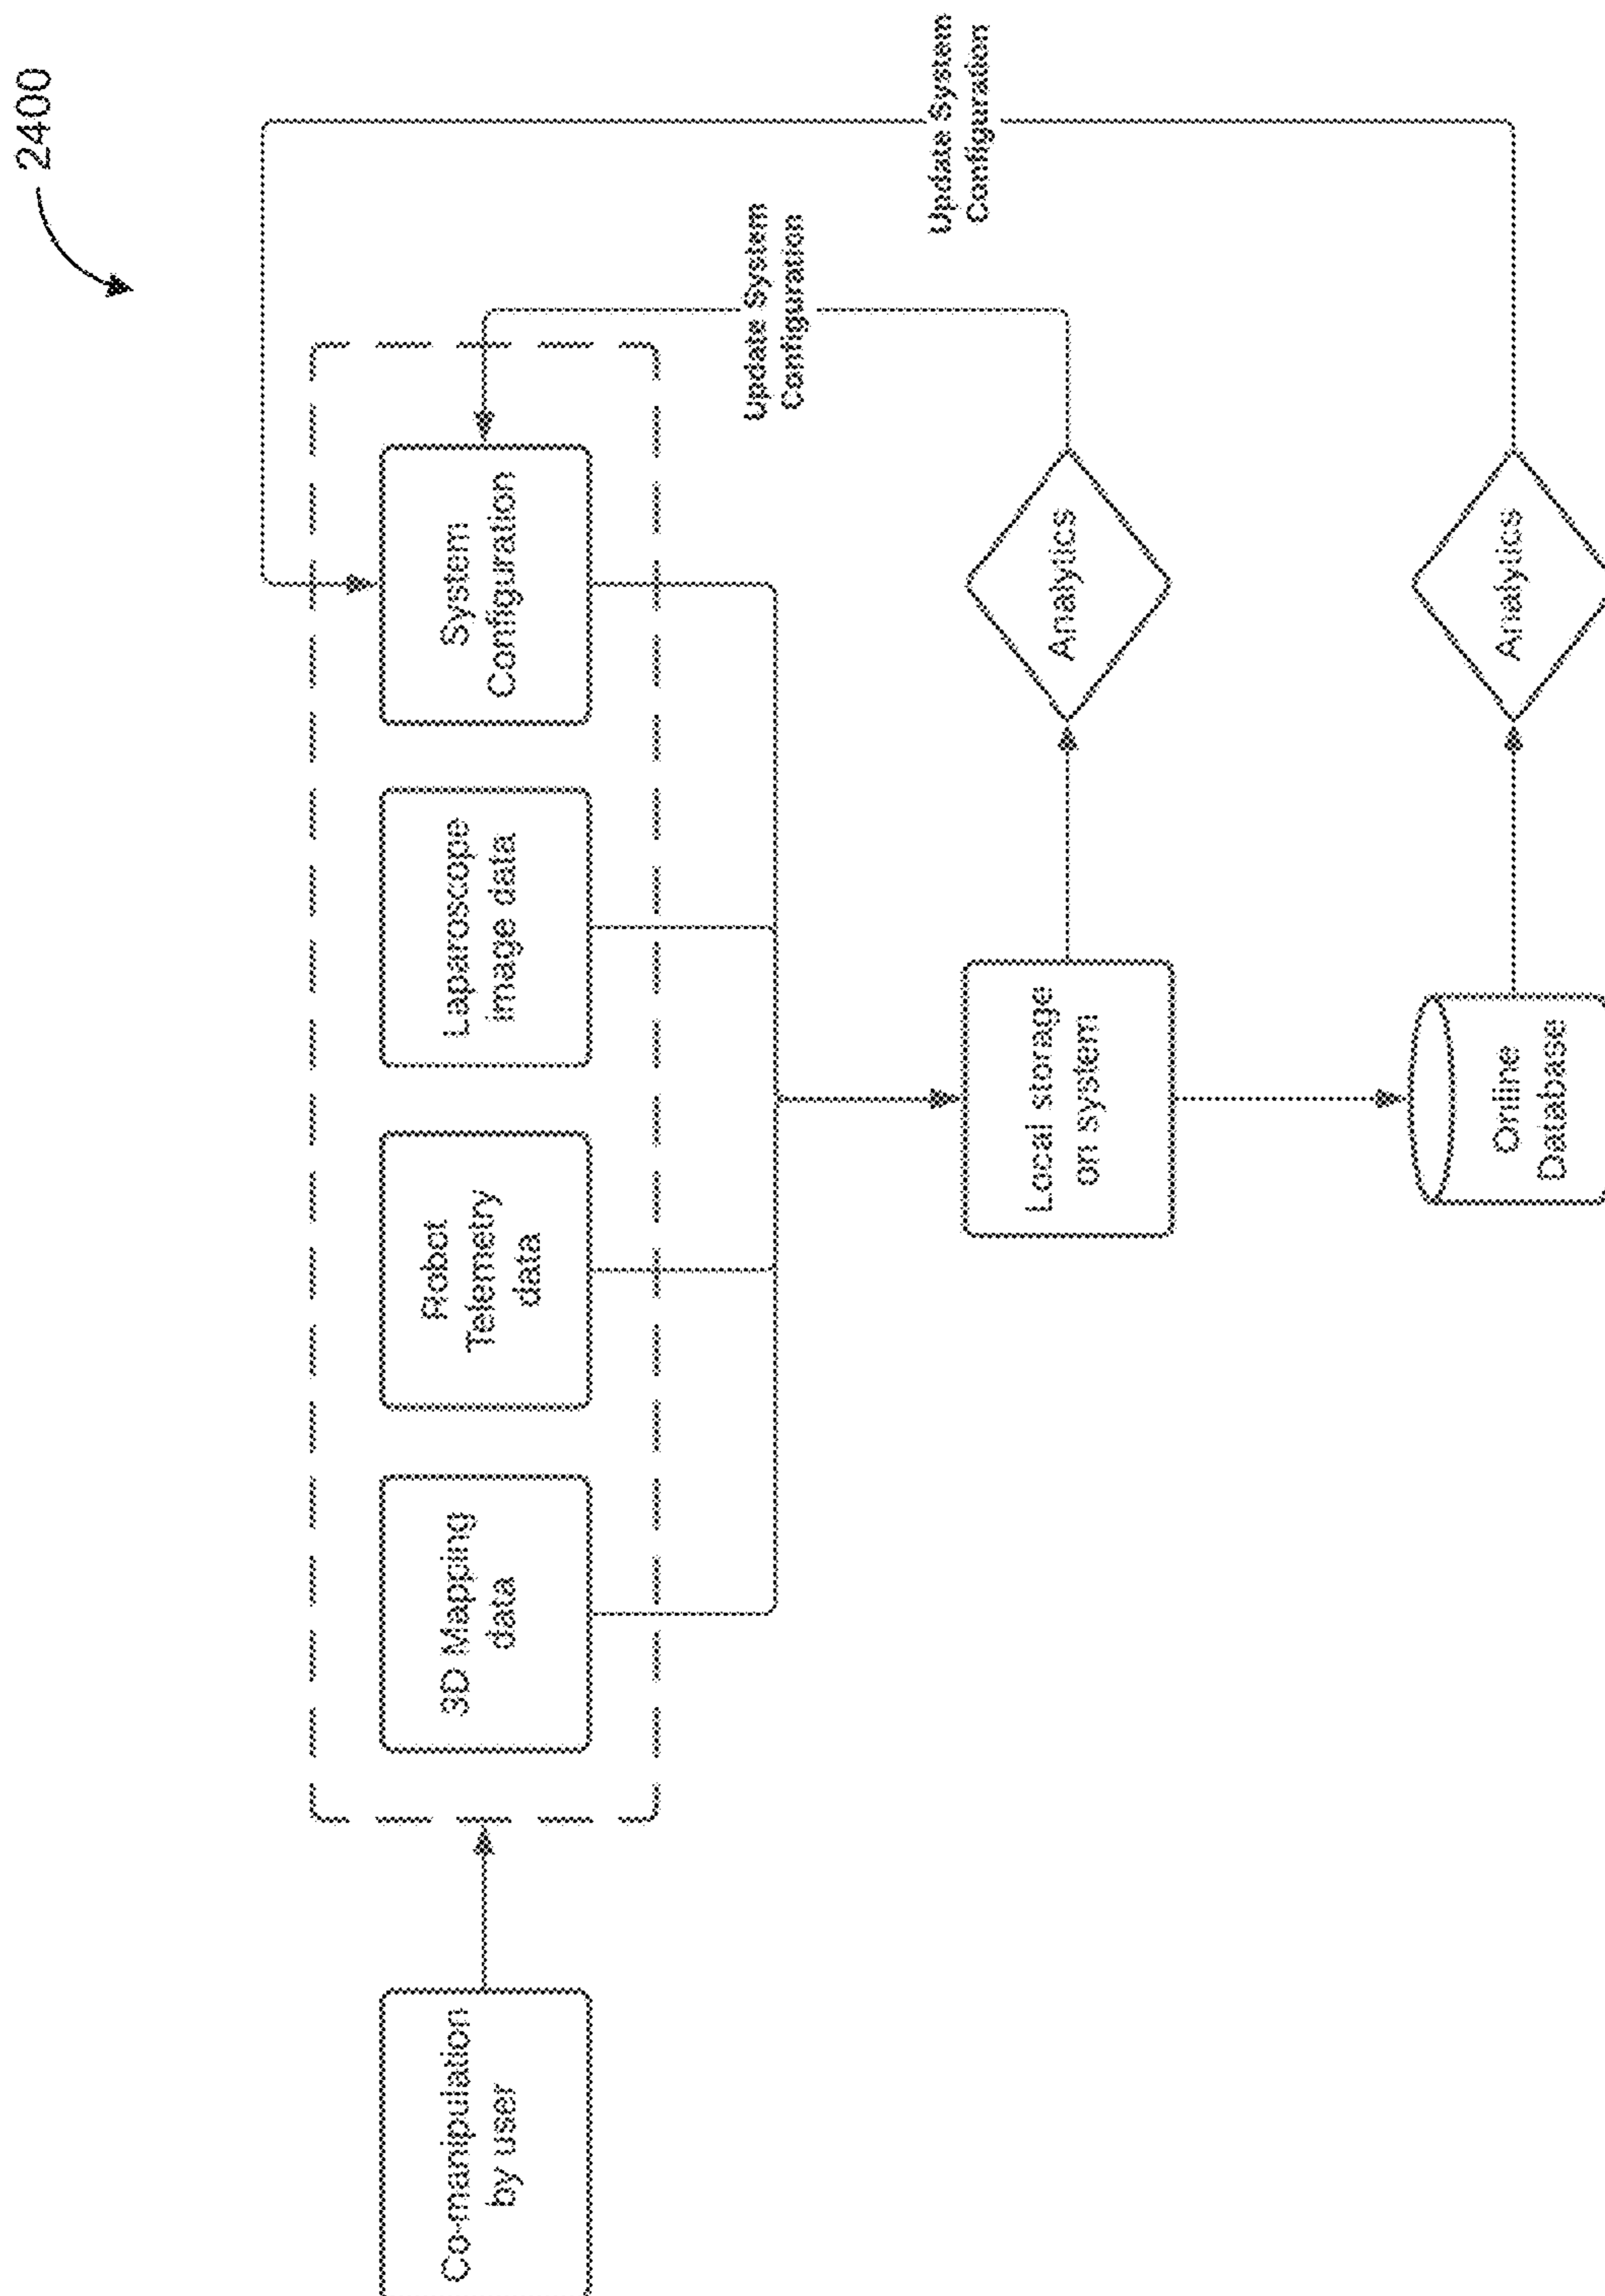 2400
Co-manipulation
by user
3D Mapping
data
Robot
Telemetry
data
Laparoscope
image data
System
Configuration
Update System
Configuration
Update System
Configuration
Local storage
on system
Analytics
Online
Database
Analytics